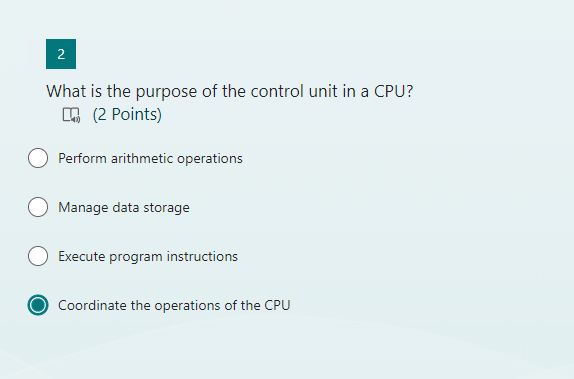 2
What is the purpose of the control unit in a CPU?
(2 Points)
Perform arithmetic operations
Manage data storage
Execute program instructions
Coordinate the operations of the CPU